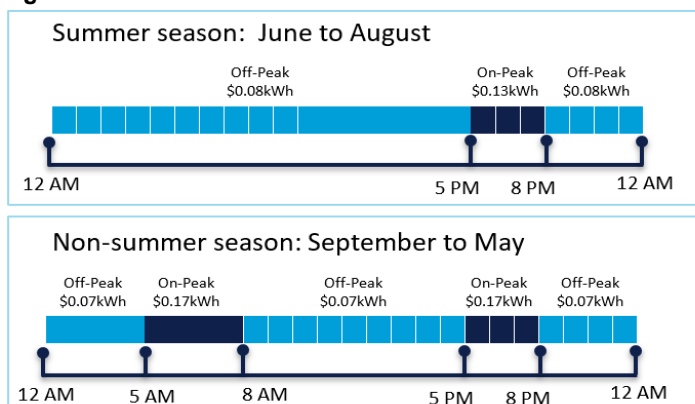 Summer season: June to August
Off-Peak On-Peak Off-Peak
$0.08kWh $0.13kWh $0.08kWh
12 AM 5 PM 8 PM 12 AM
Non-summer season: September to May
Off-Peak On-Peak Off-Peak On-Peak Off-Peak
$0.07kWh $0.17kWh $0.07kWh $0.17kWh $0.07kWh
12 AM 5 AM 8 AM 5 PM 8 PM 12 AM